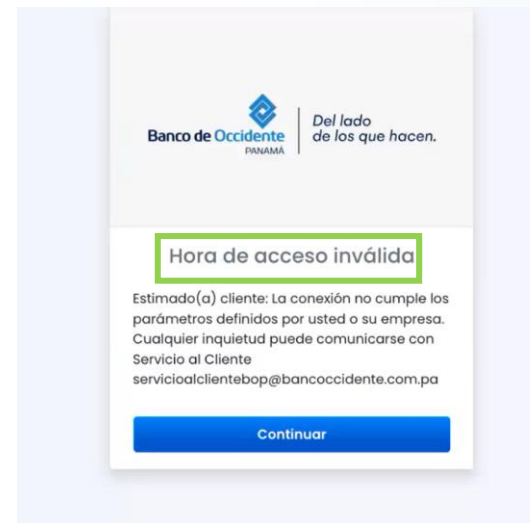 Banco de Occidente
PANAMÁ
Del lado
de los que hacen.
Hora de acceso inválida
Estimado(a) cliente: La conexión no cumple los
parámetros definidos por usted o su empresa.
Cualquier inquietud puede comunicarse con
Servicio al Cliente
servicioalclientebop@bancoccidente.com.pa
Continuar